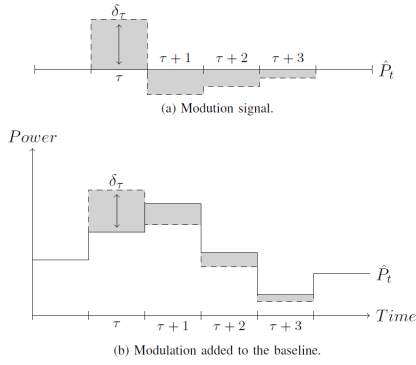 δτ
τ + 1 τ + 2 τ + 3
τ
P̂t
(a) Modution signal.
Power
δτ
P̂t
Time
τ τ + 1 τ + 2 τ + 3
(b) Modulation added to the baseline.